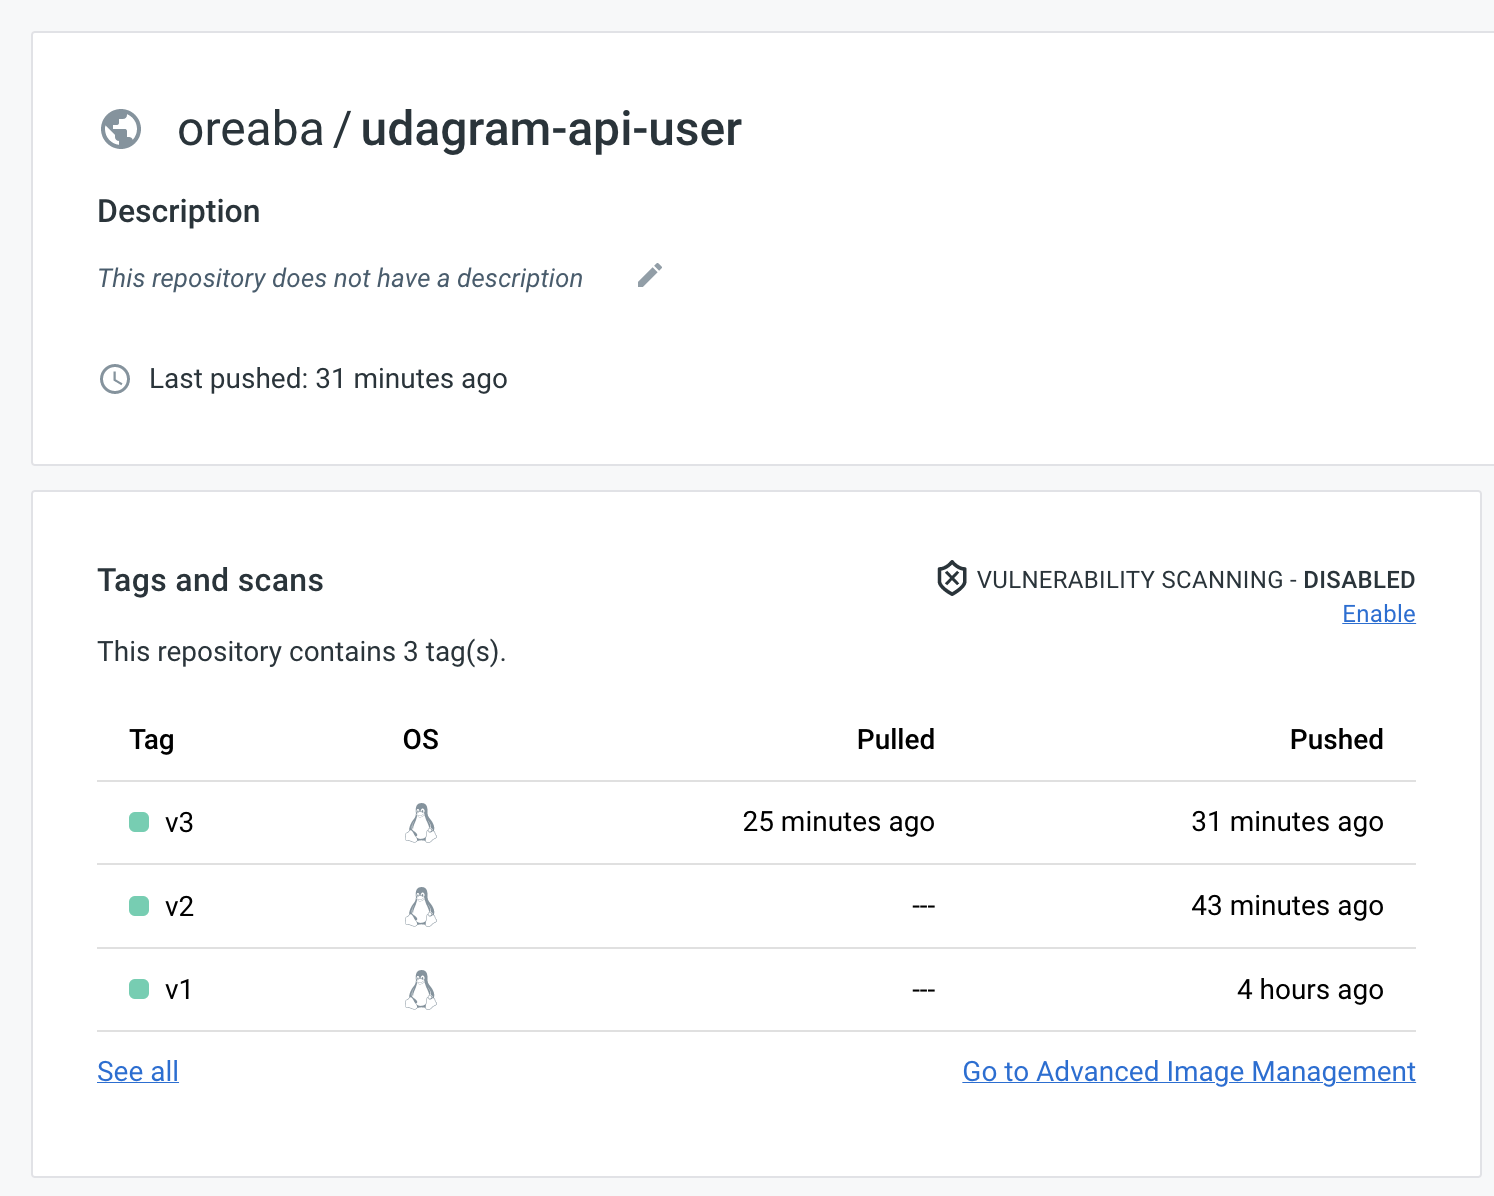 oreaba / udagram-api-user
Description
This repository does not have a description
Last pushed: 31 minutes ago
Tags and scans
VULNERABILITY SCANNING - DISABLED
Enable
This repository contains 3 tag(s).
Tag OS Pulled Pushed
v3 25 minutes ago 31 minutes ago
v2 --- 43 minutes ago
v1 --- 4 hours ago
See all Go to Advanced Image Management